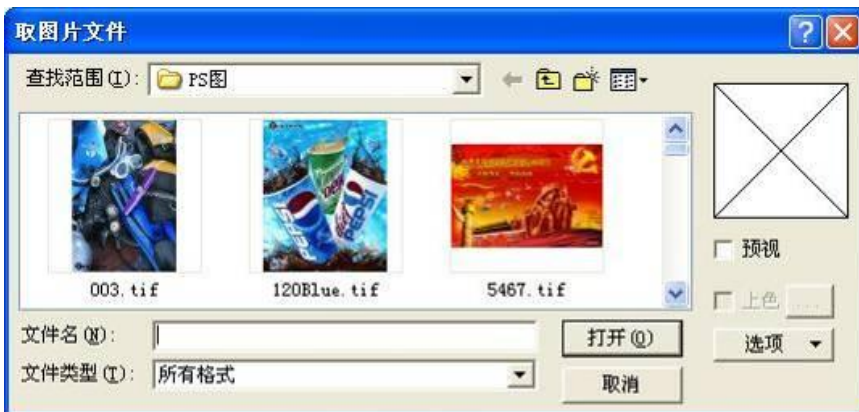 取图片文件
查找范围(I): PS图
003.tif
120Blue.tif
5467.tif
PEPSI
PEPSI
预视
上色 ...
文件名(N):
打开(O)
选项
文件类型(T): 所有格式
取消